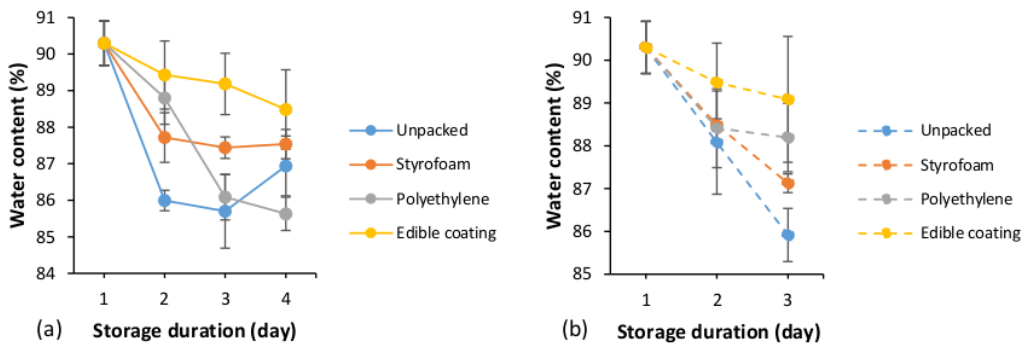 91
90
89
88
87
86
85
84
Water content (%)
1 2 3 4
(a) Storage duration (day)
Unpacked
Styrofoam
Polyethylene
Edible coating
91
90
89
88
87
86
85
Water content (%)
1 2 3
(b) Storage duration (day)
Unpacked
Styrofoam
Polyethylene
Edible coating